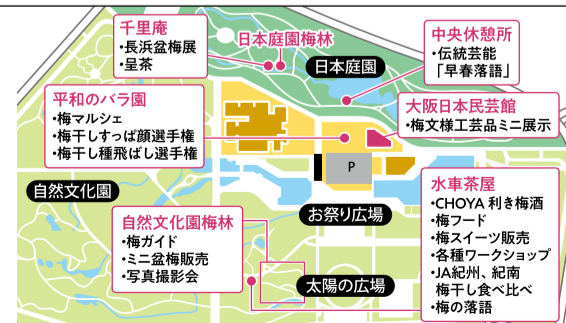 千里庵
・長浜盆梅展
・呈茶
日本庭園梅林
日本庭園
中央休憩所
・伝統芸能
「早春落語」
平和のバラ園
・梅マルシェ
・梅干しすっぱ顔選手権
・梅干し種飛ばし選手権
大阪日本民芸館
・梅文様工芸品ミニ展示
P
自然文化園
お祭り広場
水車茶屋
・CHOYA 利き梅酒
・梅フード
・梅スイーツ販売
・各種ワークショップ
・JA紀州、紀南
梅干し食べ比べ
・梅の落語
自然文化園梅林
・梅ガイド
・ミニ盆梅販売
・写真撮影会
太陽の広場